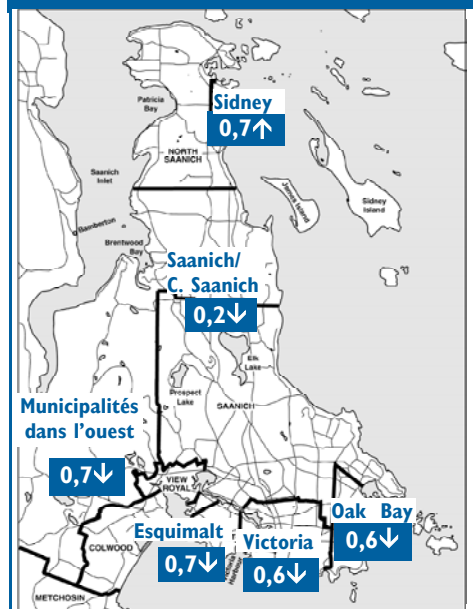 Patricia
Bay
Sidney
0,7↑
NORTH
SAANICH
Saanich
Inlet
James Island
Sidney
Island
Bamberton
Brentwood
Bay
Saanich/
C. Saanich
0,2↓
Elk
Lake
Prospect
Lake
SAANICH
Municipalités
dans l'ouest
0,7↓
VIEW
ROYAL
Oak Bay
0,6↓
Esquimalt
0,7↓
Victoria
0,6↓
COLWOOD
Harbour
METCHOSIN